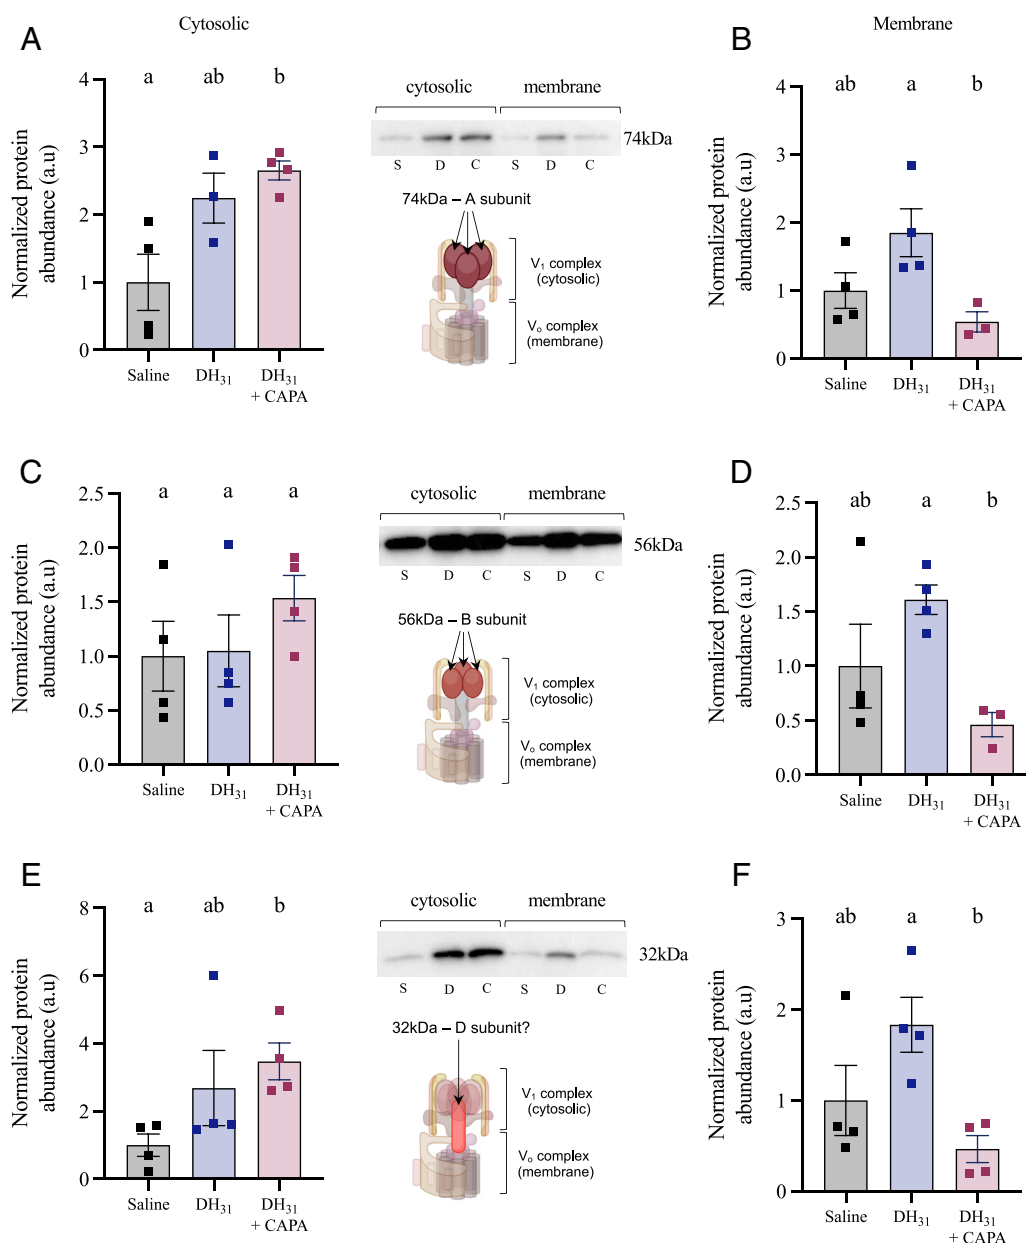 A
Cytosolic
a
ab
b
Normalized protein
abundance (a.u)
4
3
2
1
0
Saline
DH31
DH31
+ CAPA
cytosolic
membrane
74kDa
S
D
C
S
D
C
74kDa – A subunit
V1 complex
(cytosolic)
Vo complex
(membrane)
B
Membrane
ab
a
b
Normalized protein
abundance (a.u)
4
3
2
1
0
Saline
DH31
DH31
+ CAPA
C
a
a
a
Normalized protein
abundance (a.u)
2.5
2.0
1.5
1.0
0.5
0.0
Saline
DH31
DH31
+ CAPA
cytosolic
membrane
56kDa
S
D
C
S
D
C
56kDa – B subunit
V1 complex
(cytosolic)
Vo complex
(membrane)
D
ab
a
b
Normalized protein
abundance (a.u)
2.5
2.0
1.5
1.0
0.5
0.0
Saline
DH31
DH31
+ CAPA
E
a
ab
b
Normalized protein
abundance (a.u)
8
6
4
2
0
Saline
DH31
DH31
+ CAPA
cytosolic
membrane
32kDa
S
D
C
S
D
C
32kDa – D subunit?
V1 complex
(cytosolic)
Vo complex
(membrane)
F
ab
a
b
Normalized protein
abundance (a.u)
3
2
1
0
Saline
DH31
DH31
+ CAPA